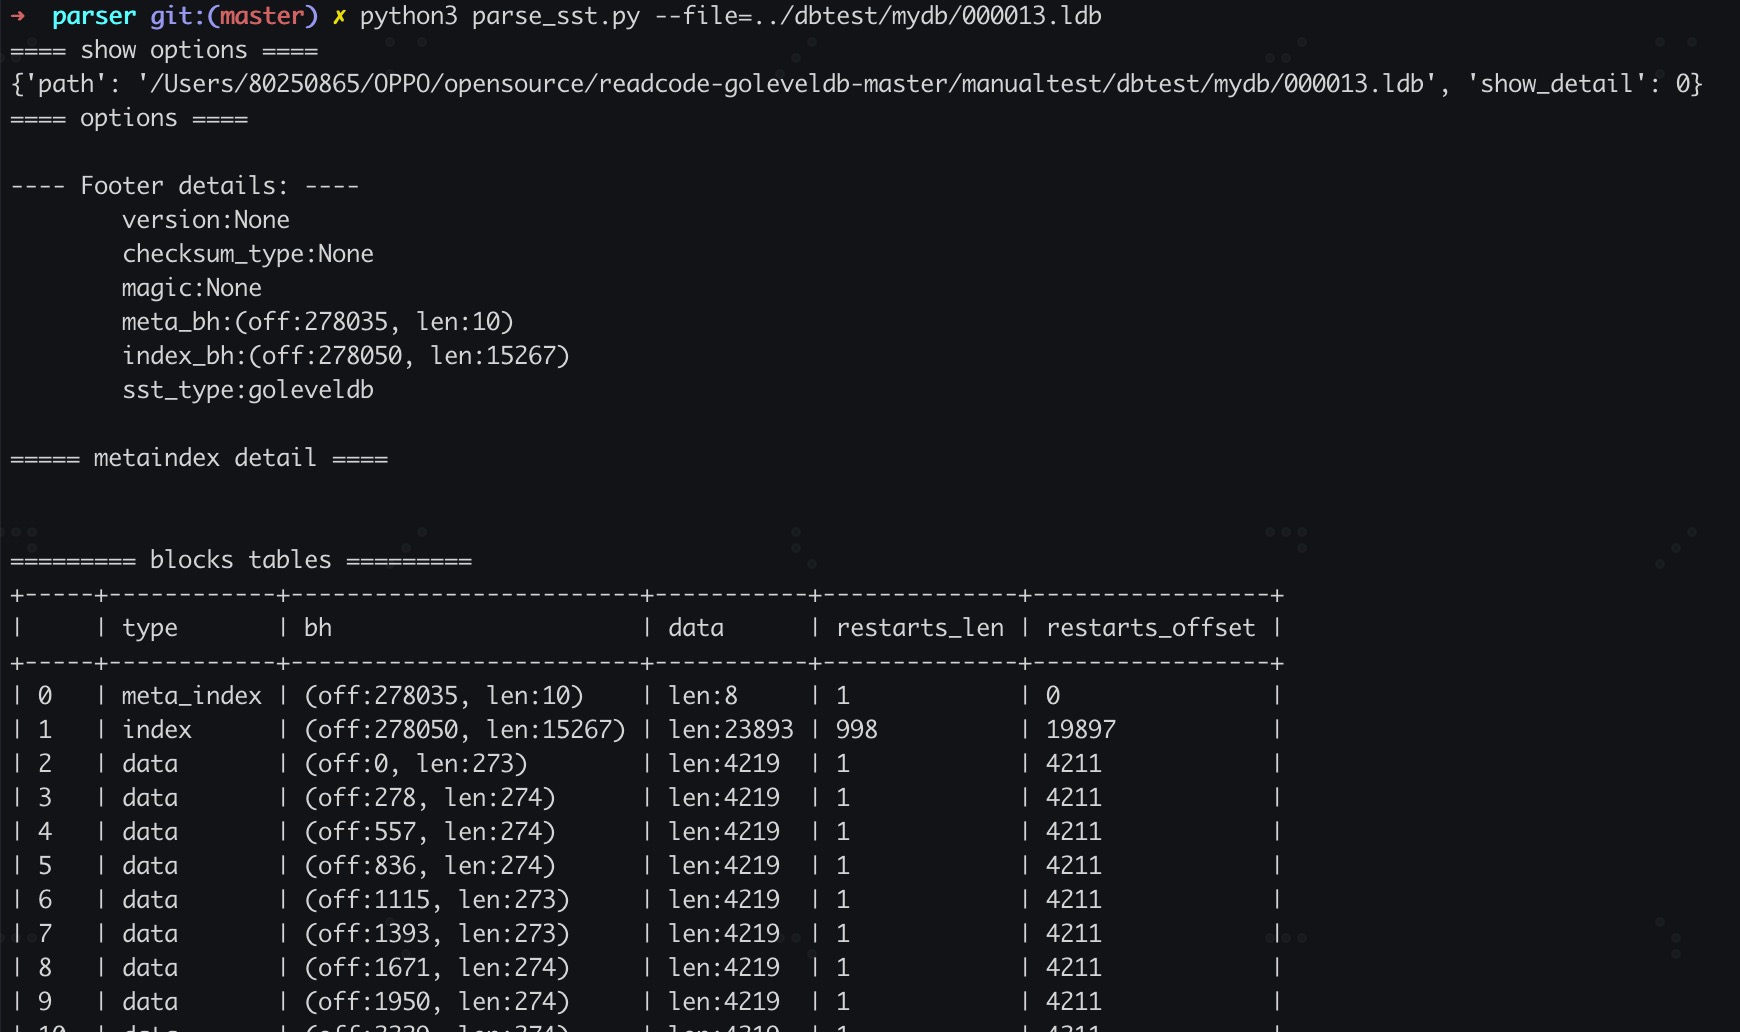 → parser git:(master) ✗ python3 parse_sst.py --file=../dbtest/mydb/000013.ldb
==== show options ====
{'path': '/Users/80250865/OPPO/opensource/readcode-goleveldb-master/manualtest/dbtest/mydb/000013.ldb', 'show_detail': 0}
==== options ====
---- Footer details: ----
version:None
checksum_type:None
magic:None
meta_bh:(off:278035, len:10)
index_bh:(off:278050, len:15267)
sst_type:goleveldb
===== metaindex detail ====
========= blocks tables =========
+-----+------------+-------------------------+-----------+--------------+-----------------+
| | type | bh | data | restarts_len | restarts_offset |
+-----+------------+-------------------------+-----------+--------------+-----------------+
| 0 | meta_index | (off:278035, len:10) | len:8 | 1 | 0 |
| 1 | index | (off:278050, len:15267) | len:23893 | 998 | 19897 |
| 2 | data | (off:0, len:273) | len:4219 | 1 | 4211 |
| 3 | data | (off:278, len:274) | len:4219 | 1 | 4211 |
| 4 | data | (off:557, len:274) | len:4219 | 1 | 4211 |
| 5 | data | (off:836, len:274) | len:4219 | 1 | 4211 |
| 6 | data | (off:1115, len:273) | len:4219 | 1 | 4211 |
| 7 | data | (off:1393, len:273) | len:4219 | 1 | 4211 |
| 8 | data | (off:1671, len:274) | len:4219 | 1 | 4211 |
| 9 | data | (off:1950, len:274) | len:4219 | 1 | 4211 |